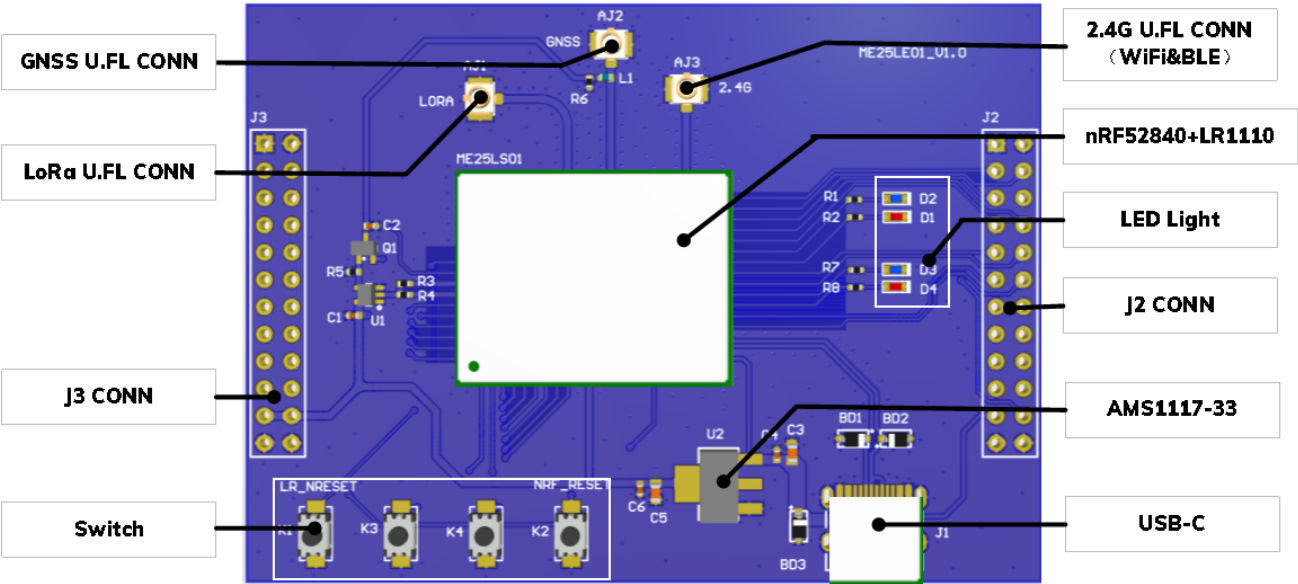 AJ2
GNSS
GNSS U.FL CONN
2.4G U.FL CONN
（WiFi&BLE）
ME25LE01_V1.0
AJ1
AJ3
L1
R6
2.4G
LORA
J3
J2
nRF52840+LR1110
ME25LS01
LoRa U.FL CONN
R1
D2
R2
D1
LED Light
C2
Q1
R5
R3
R4
R7
D3
R8
D4
C1
U1
J2 CONN
J3 CONN
AMS1117-33
BD1
BD2
U2
C4
C3
LR_NRESET
NRF_RESET
C6
C5
Switch
K1
K3
K4
K2
J1
USB-C
BD3